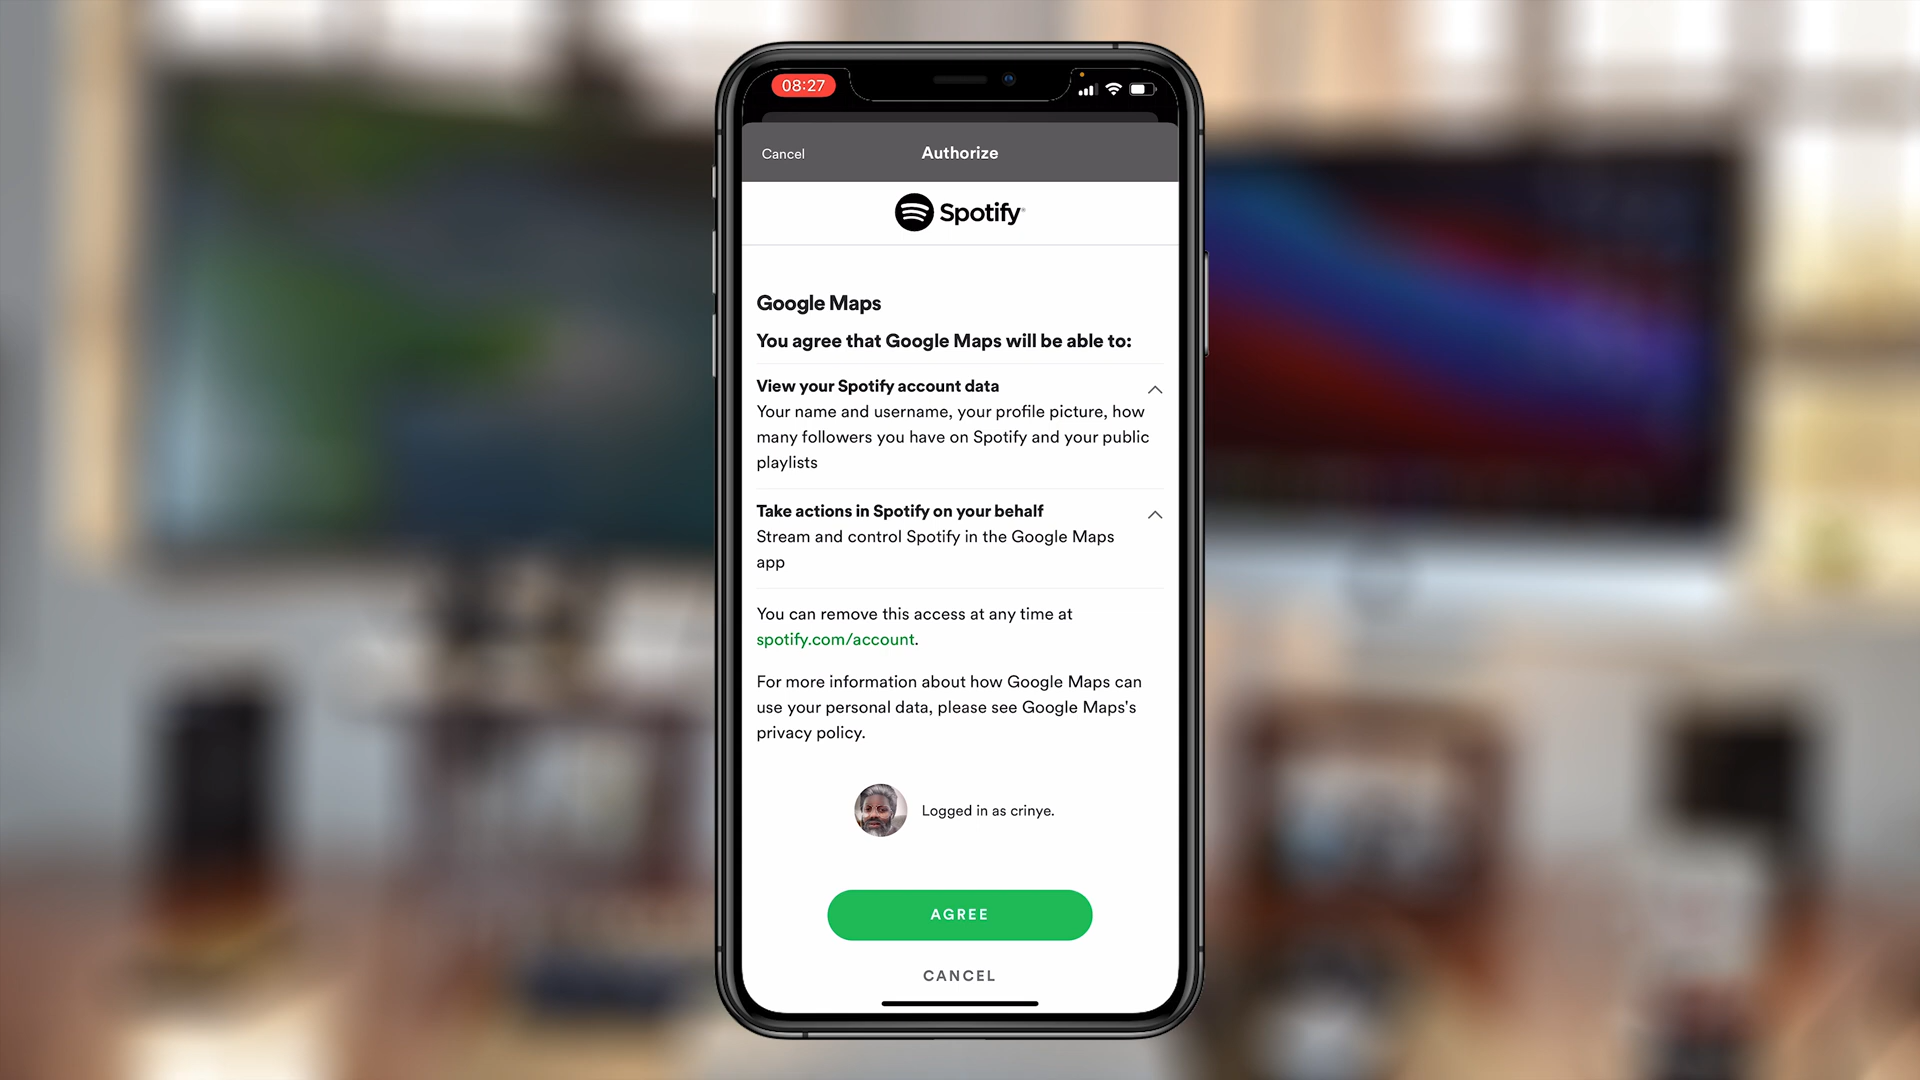 08:27
Cancel
Authorize
Spotify
Google Maps
You agree that Google Maps will be able to:
View your Spotify account data
Your name and username, your profile picture, how
many followers you have on Spotify and your public
playlists
Take actions in Spotify on your behalf
Stream and control Spotify in the Google Maps
app
You can remove this access at any time at
spotify.com/account.
For more information about how Google Maps can
use your personal data, please see Google Maps's
privacy policy.
Logged in as crinye.
AGREE
CANCEL